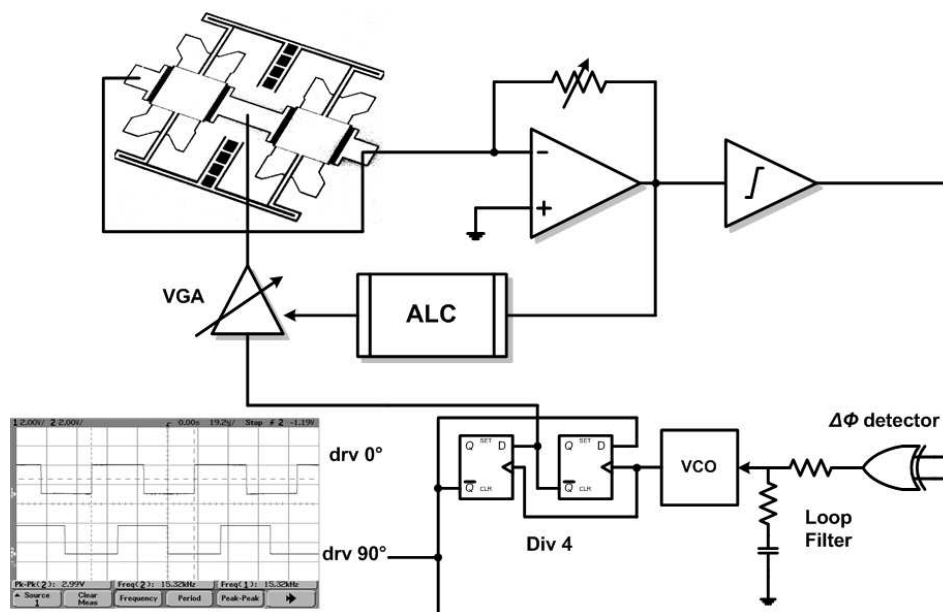 −
+
VGA
ALC
1 2.00V/ 2 2.00V/ 0.00s Stop 2 -1.19V
drv 0°
Pk-Pk(2): 2.99V Freq(2): 15.32kHz Freq(1): 15.32kHz
Source
1
Clear
Meas
Frequency
Period
Peak-Peak
drv 90°
Q SET D
Q CLR
Q SET D
Q CLR
Div 4
VCO
ΔΦ detector
Loop
Filter